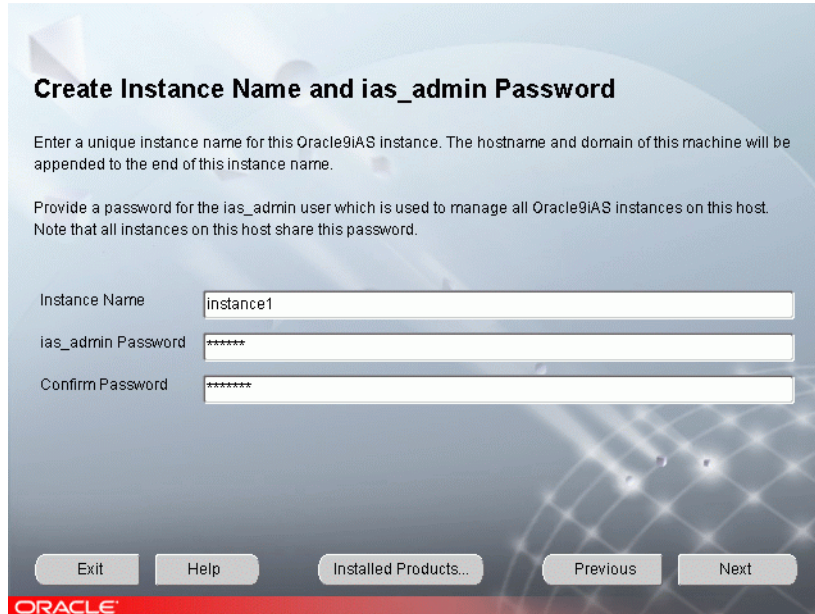 Create Instance Name and ias_admin Password
Enter a unique instance name for this Oracle9iAS instance. The hostname and domain of this machine will be
appended to the end of this instance name.
Provide a password for the ias_admin user which is used to manage all Oracle9iAS instances on this host.
Note that all instances on this host share this password.
Instance Name instance1
ias_admin Password ******
Confirm Password *******
Exit Help Installed Products... Previous Next
ORACLE